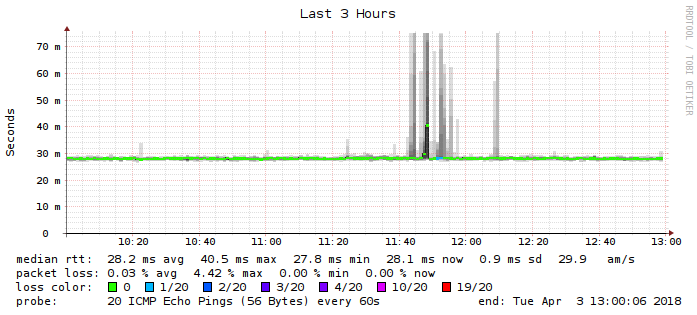 Last 3 Hours
RRDTOOL / TOBI OETIKER
Seconds
70 m
60 m
50 m
40 m
30 m
20 m
10 m
0
10:20 10:40 11:00 11:20 11:40 12:00 12:20 12:40 13:00
median rtt: 28.2 ms avg 40.5 ms max 27.8 ms min 28.1 ms now 0.9 ms sd 29.9 am/s
packet loss: 0.03 % avg 4.42 % max 0.00 % min 0.00 % now
loss color: 0 1/20 2/20 3/20 4/20 10/20 19/20
probe: 20 ICMP Echo Pings (56 Bytes) every 60s end: Tue Apr 3 13:00:06 2018